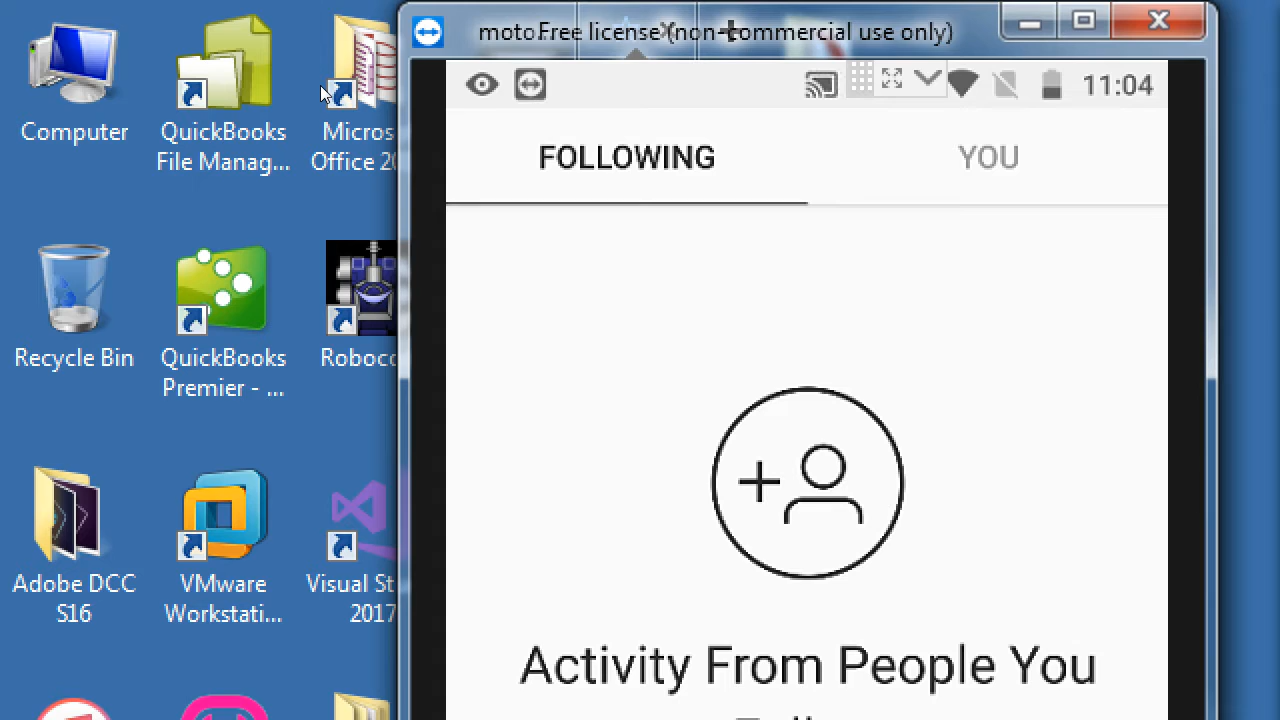 motoFree license (non-commercial use only)
11:04
FOLLOWING
YOU
Activity From People You
Computer
QuickBooks
File Manag...
Micros
Office 20
Recycle Bin
QuickBooks
Premier - ...
Roboco
Adobe DCC
S16
VMware
Workstati...
Visual St
2017